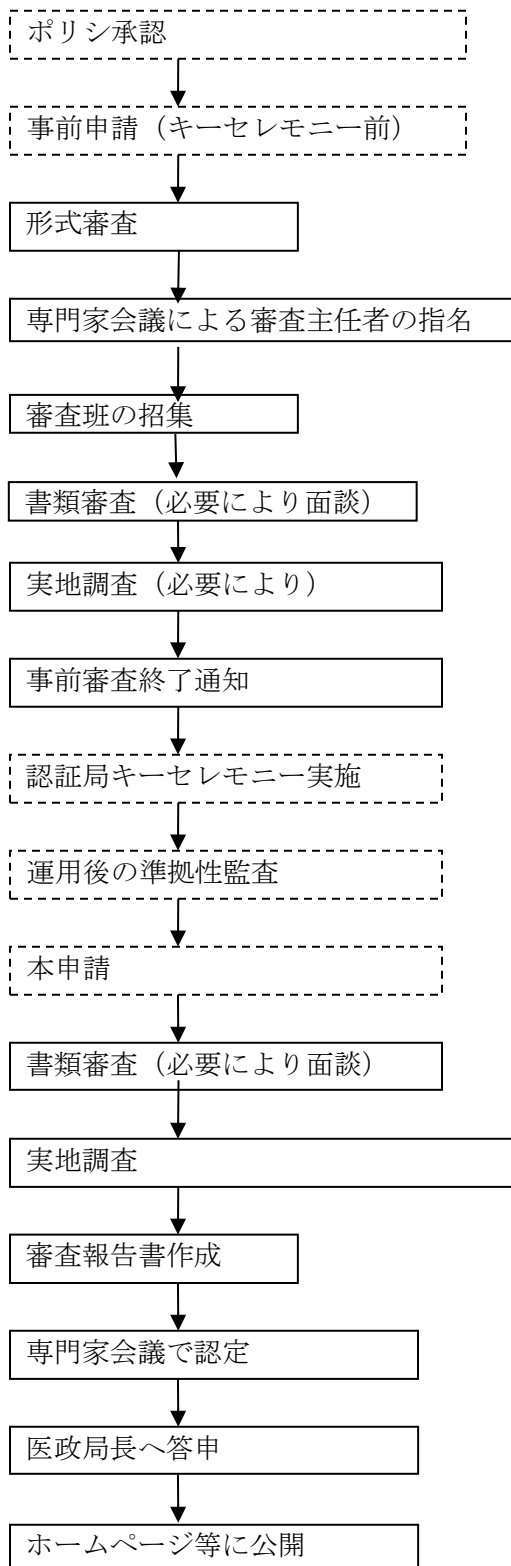 ポリシ承認
事前申請（キーセレモニー前）
形式審査
専門家会議による審査主任者の指名
審査班の招集
書類審査（必要により面談）
実地調査（必要により）
事前審査終了通知
認証局キーセレモニー実施
運用後の準拠性監査
本申請
書類審査（必要により面談）
実地調査
審査報告書作成
専門家会議で認定
医政局長へ答申
ホームページ等に公開